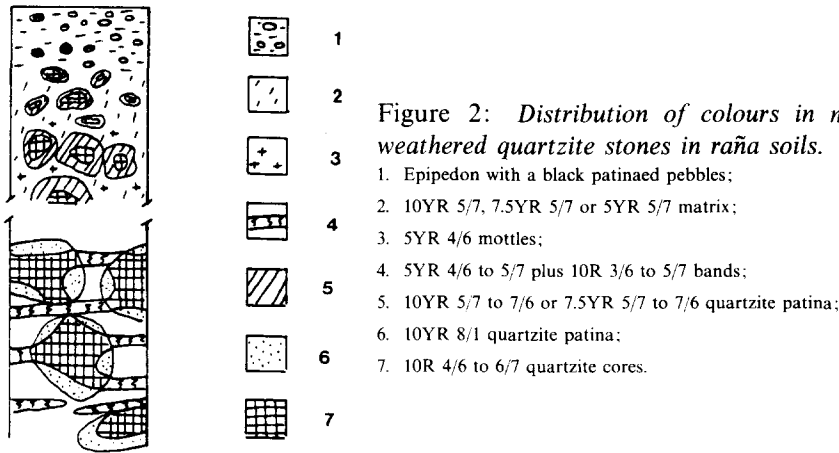 1
2
3
4
5
6
7
Figure 2: Distribution of colours in
weathered quartzite stones in raña soils.
1. Epipedon with a black patinaed pebbles;
2. 10YR 5/7, 7.5YR 5/7 or 5YR 5/7 matrix;
3. 5YR 4/6 mottles;
4. 5YR 4/6 to 5/7 plus 10R 3/6 to 5/7 bands;
5. 10YR 5/7 to 7/6 or 7.5YR 5/7 to 7/6 quartzite patina;
6. 10YR 8/1 quartzite patina;
7. 10R 4/6 to 6/7 quartzite cores.